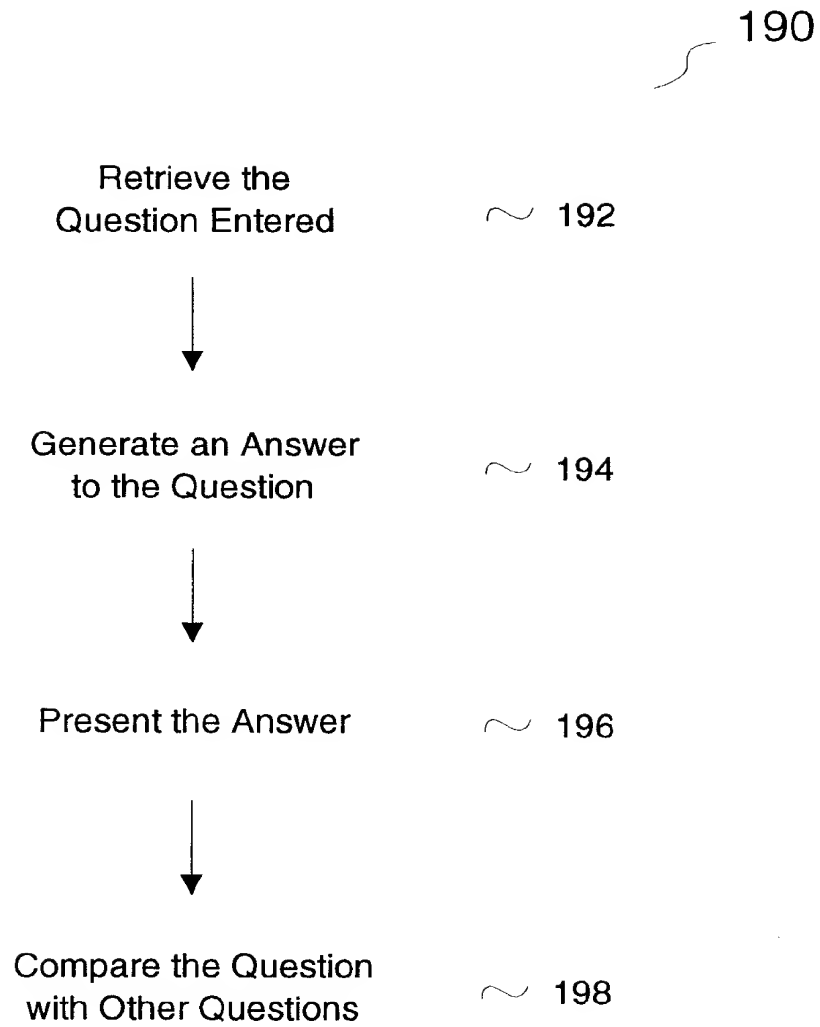 190
Retrieve the
Question Entered
192
Generate an Answer
to the Question
194
Present the Answer
196
Compare the Question
with Other Questions
198